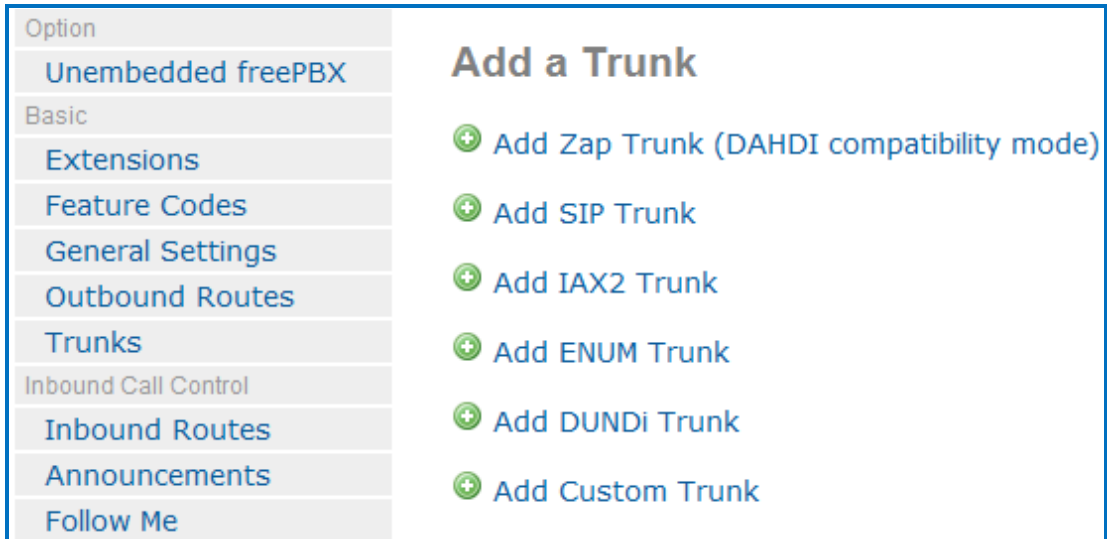 Option
Unembedded freePBX
Basic
Extensions
Feature Codes
General Settings
Outbound Routes
Trunks
Inbound Call Control
Inbound Routes
Announcements
Follow Me
Add a Trunk
Add Zap Trunk (DAHDI compatibility mode)
Add SIP Trunk
Add IAX2 Trunk
Add ENUM Trunk
Add DUNDi Trunk
Add Custom Trunk